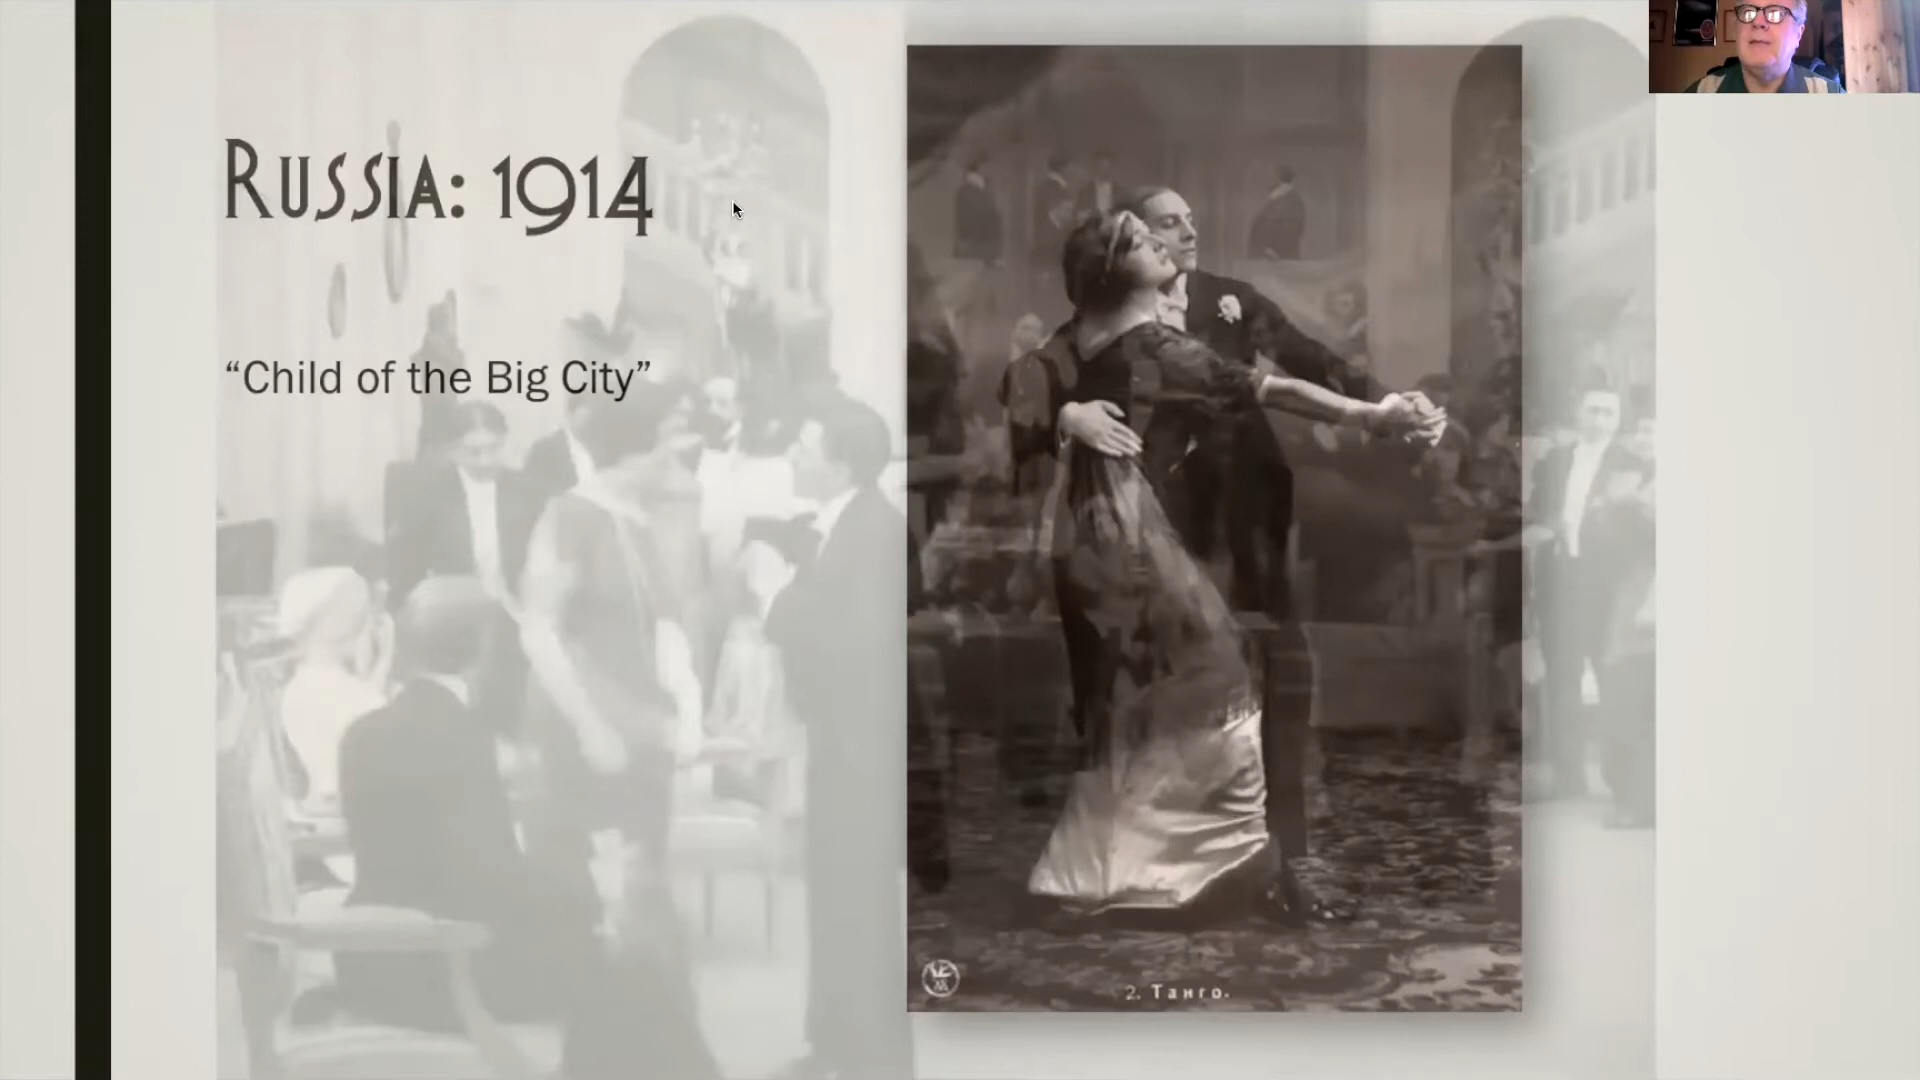 Russia: 1914
“Child of the Big City”
2. Танго.